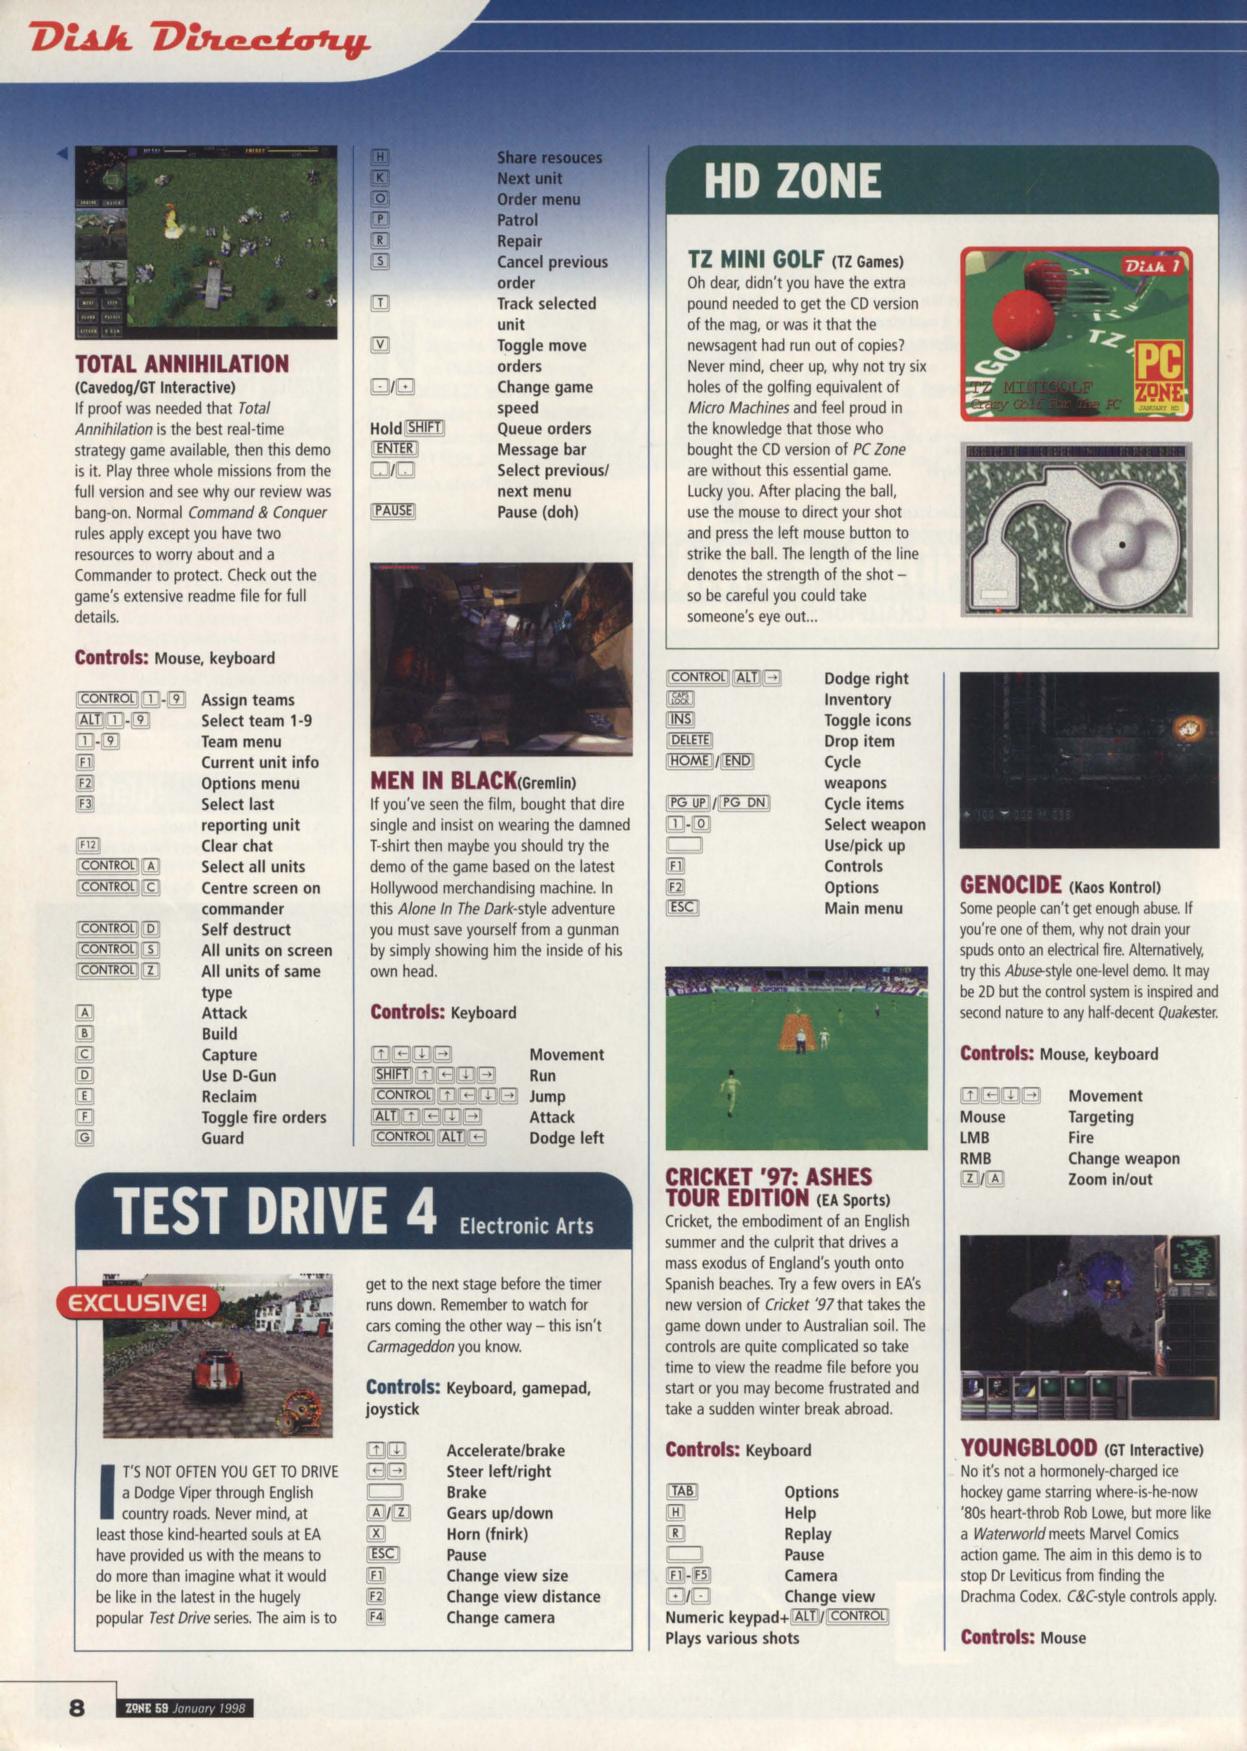 Disk Directory
TOTAL ANNIHILATION
(Cavedog/GT Interactive)
If proof was needed that Total
Annihilation is the best real-time
strategy game available, then this demo
is it. Play three whole missions from the
full version and see why our review was
bang-on. Normal Command & Conquer
rules apply except you have two
resources to worry about and a
Commander to protect. Check out the
game's extensive readme file for full
details.
Controls: Mouse, keyboard
CONTROL 1-9 Assign teams
ALT 1-9 Select team 1-9
1-9 Team menu
F1 Current unit info
F2 Options menu
F3 Select last
reporting unit
F12 Clear chat
CONTROL A Select all units
CONTROL C Centre screen on
commander
CONTROL D Self destruct
CONTROL S All units on screen
CONTROL Z All units of same
type
A Attack
B Build
C Capture
D Use D-Gun
E Reclaim
F Toggle fire orders
G Guard
H Share resouces
K Next unit
O Order menu
P Patrol
R Repair
S Cancel previous
order
T Track selected
unit
V Toggle move
orders
-/+ Change game
speed
Hold SHIFT Queue orders
ENTER Message bar
Select previous/
next menu
PAUSE Pause (doh)
MEN IN BLACK(Gremlin)
If you've seen the film, bought that dire
single and insist on wearing the damned
T-shirt then maybe you should try the
demo of the game based on the latest
Hollywood merchandising machine. In
this Alone In The Dark-style adventure
you must save yourself from a gunman
by simply showing him the inside of his
own head.
Controls: Keyboard
↑←↓→ Movement
SHIFT ↑←↓→ Run
CONTROL ↑←↓→ Jump
ALT ↑←↓→ Attack
CONTROL ALT ← Dodge left
TEST DRIVE 4 Electronic Arts
EXCLUSIVE!
IT'S NOT OFTEN YOU GET TO DRIVE
a Dodge Viper through English
country roads. Never mind, at
least those kind-hearted souls at EA
have provided us with the means to
do more than imagine what it would
be like in the latest in the hugely
popular Test Drive series. The aim is to
get to the next stage before the timer
runs down. Remember to watch for
cars coming the other way – this isn't
Carmageddon you know.
Controls: Keyboard, gamepad,
joystick
↑↓ Accelerate/brake
←→ Steer left/right
Brake
A/Z Gears up/down
X Horn (fnirk)
ESC Pause
F1 Change view size
F2 Change view distance
F4 Change camera
HD ZONE
TZ MINI GOLF (TZ Games)
Oh dear, didn't you have the extra
pound needed to get the CD version
of the mag, or was it that the
newsagent had run out of copies?
Never mind, cheer up, why not try six
holes of the golfing equivalent of
Micro Machines and feel proud in
the knowledge that those who
bought the CD version of PC Zone
are without this essential game.
Lucky you. After placing the ball,
use the mouse to direct your shot
and press the left mouse button to
strike the ball. The length of the line
denotes the strength of the shot –
so be careful you could take
someone's eye out...
Disk 1
TZ MINIGOLF
Crazy Golf For The PC
PC
ZONE
JANUARY HD
CONTROL ALT → Dodge right
CAPS LOCK Inventory
INS Toggle icons
DELETE Drop item
HOME/END Cycle
weapons
PG UP/PG DN Cycle items
1-0 Select weapon
Use/pick up
F1 Controls
F2 Options
ESC Main menu
CRICKET '97: ASHES
TOUR EDITION (EA Sports)
Cricket, the embodiment of an English
summer and the culprit that drives a
mass exodus of England's youth onto
Spanish beaches. Try a few overs in EA's
new version of Cricket '97 that takes the
game down under to Australian soil. The
controls are quite complicated so take
time to view the readme file before you
start or you may become frustrated and
take a sudden winter break abroad.
Controls: Keyboard
TAB Options
H Help
R Replay
Pause
F1-F5 Camera
+/- Change view
Numeric keypad+ALT/CONTROL
Plays various shots
GENOCIDE (Kaos Kontrol)
Some people can't get enough abuse. If
you're one of them, why not drain your
spuds onto an electrical fire. Alternatively,
try this Abuse-style one-level demo. It may
be 2D but the control system is inspired and
second nature to any half-decent Quakester.
Controls: Mouse, keyboard
↑←↓→ Movement
Mouse Targeting
LMB Fire
RMB Change weapon
Z/A Zoom in/out
YOUNGBLOOD (GT Interactive)
No it's not a hormonely-charged ice
hockey game starring where-is-he-now
'80s heart-throb Rob Lowe, but more like
a Waterworld meets Marvel Comics
action game. The aim in this demo is to
stop Dr Leviticus from finding the
Drachma Codex. C&C-style controls apply.
Controls: Mouse
8 ZONE 59 January 1998